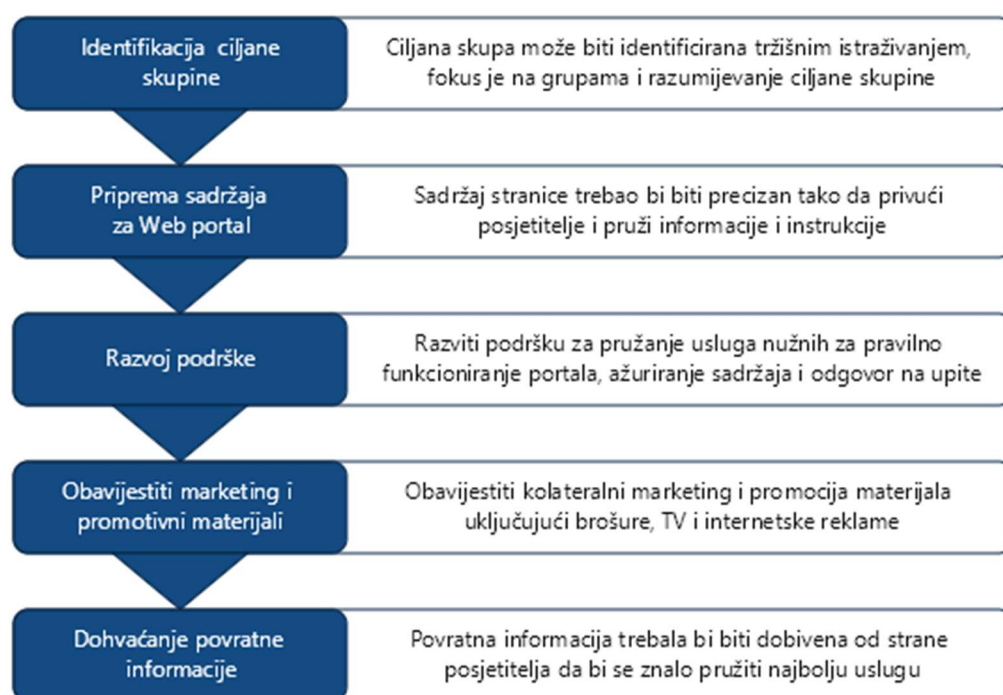 Identifikacija ciljane
skupine
Ciljana skupa može biti identificirana tržišnim istraživanjem,
fokus je na grupama i razumijevanje ciljane skupine
Priprema sadržaja
za Web portal
Sadržaj stranice trebao bi biti precizan tako da privući
posjetitelje i pruži informacije i instrukcije
Razvoj podrške
Razviti podršku za pružanje usluga nužnih za pravilno
funkcioniranje portala, ažuriranje sadržaja i odgovor na upite
Obavijestiti marketing i
promotivni materijali
Obavijestiti kolateralni marketing i promocija materijala
uključujući brošure, TV i internetske reklame
Dohvaćanje povratne
informacije
Povratna informacija trebala bi biti dobivena od strane
posjetitelja da bi se znalo pružiti najbolju uslugu